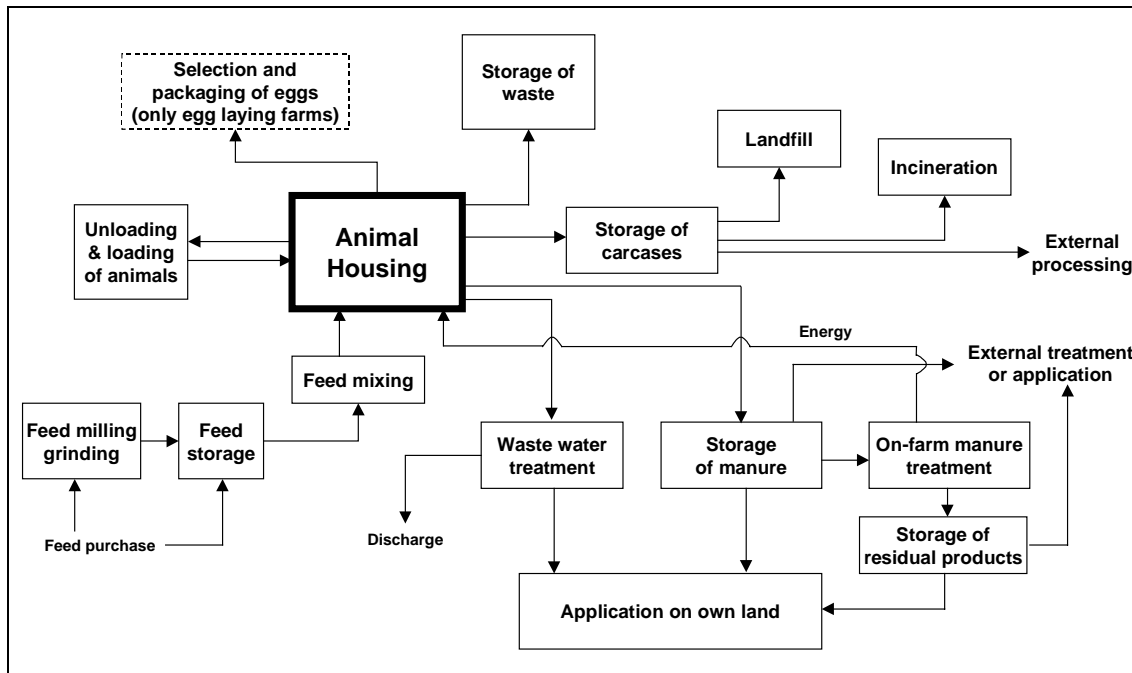 Selection and
packaging of eggs
(only egg laying farms)
Storage of
waste
Landfill
Incineration
Unloading
& loading
of animals
Animal
Housing
Storage of
carcases
External
processing
Energy
External treatment
or application
Feed mixing
Feed milling
grinding
Feed
storage
Waste water
treatment
Storage
of manure
On-farm manure
treatment
Feed purchase
Discharge
Storage of
residual products
Application on own land